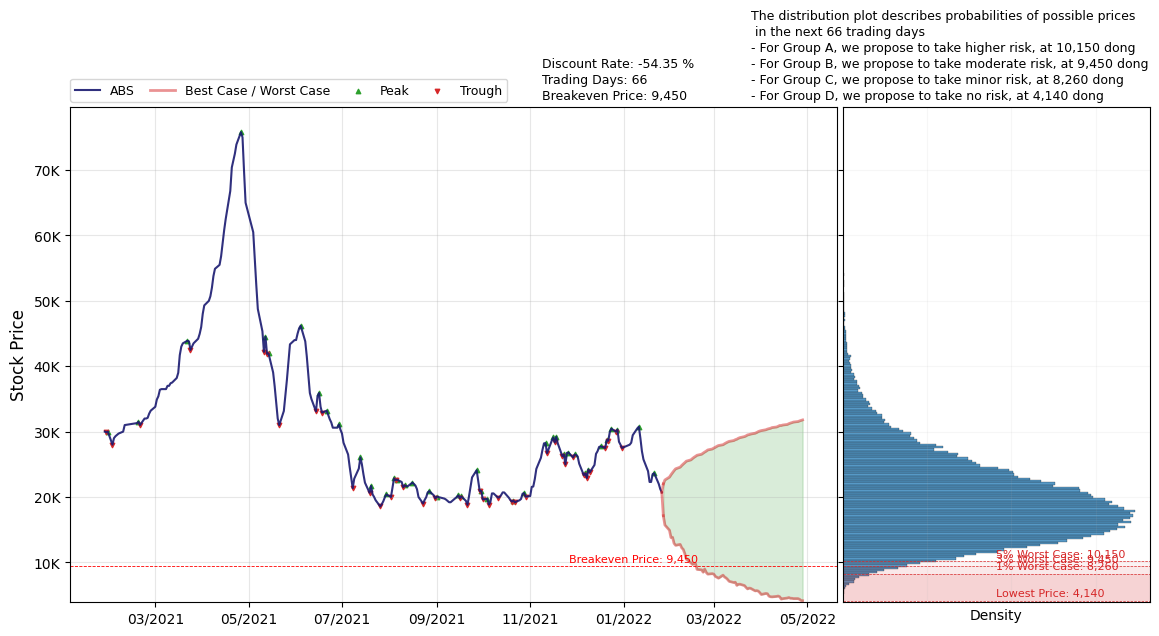 The distribution plot describes probabilities of possible prices
in the next 66 trading days
- For Group A, we propose to take higher risk, at 10,150 dong
- For Group B, we propose to take moderate risk, at 9,450 dong
- For Group C, we propose to take minor risk, at 8,260 dong
- For Group D, we propose to take no risk, at 4,140 dong
Discount Rate: -54.35 %
Trading Days: 66
Breakeven Price: 9,450
ABS Best Case / Worst Case Peak Trough
Stock Price
70K
60K
50K
40K
30K
20K
10K
Breakeven Price: 9,450
5% Worst Case: 10,150
3% Worst Case: 9,450
1% Worst Case: 8,260
Lowest Price: 4,140
03/2021 05/2021 07/2021 09/2021 11/2021 01/2022 03/2022 05/2022
Density